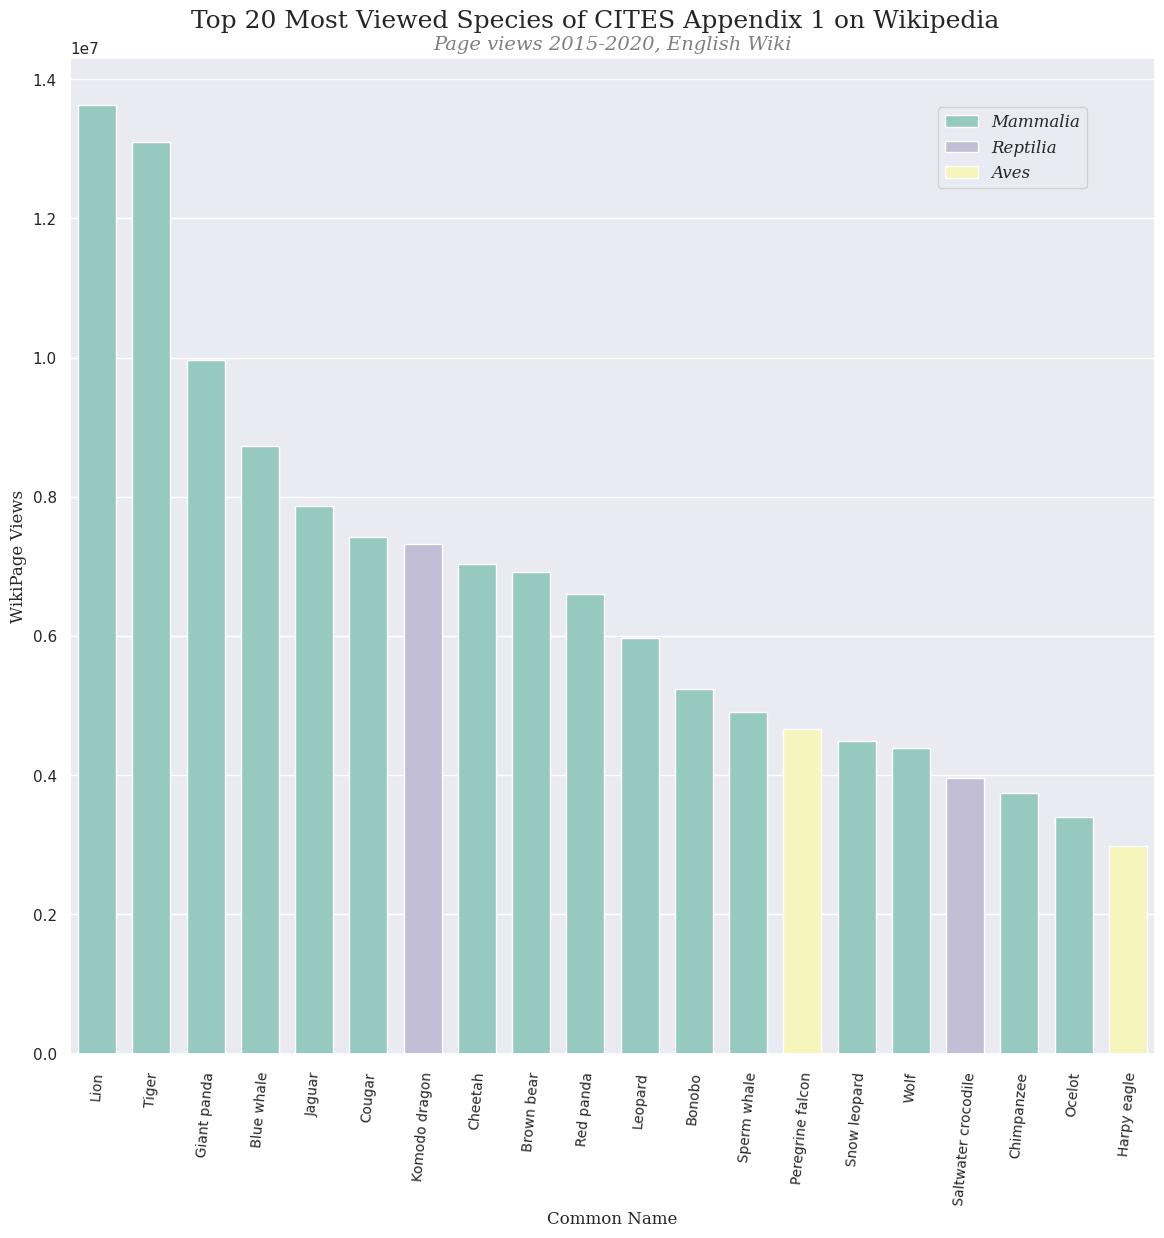 Top 20 Most Viewed Species of CITES Appendix 1 on Wikipedia
Page views 2015-2020, English Wiki
1e7
1.4
1.2
1.0
0.8
0.6
0.4
0.2
0.0
WikiPage Views
Mammalia
Reptilia
Aves
Lion
Tiger
Giant panda
Blue whale
Jaguar
Cougar
Komodo dragon
Cheetah
Brown bear
Red panda
Leopard
Bonobo
Sperm whale
Peregrine falcon
Snow leopard
Wolf
Saltwater crocodile
Chimpanzee
Ocelot
Harpy eagle
Common Name